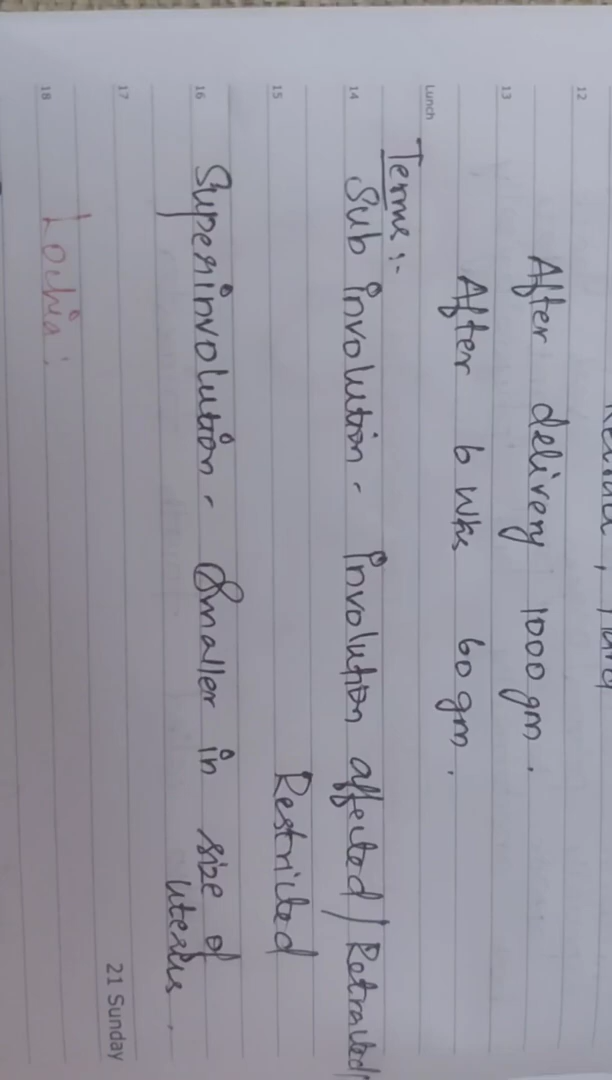 12
13 After delivery 1000 gm.
Lunch After 6 wks 60 gm.
Terms :-
14 Sub involution - Involution affected / Retracted /
15 Restricted
16 Superinvolution - Smaller in size of
uterus.
17 21 Sunday
18 Lochia :